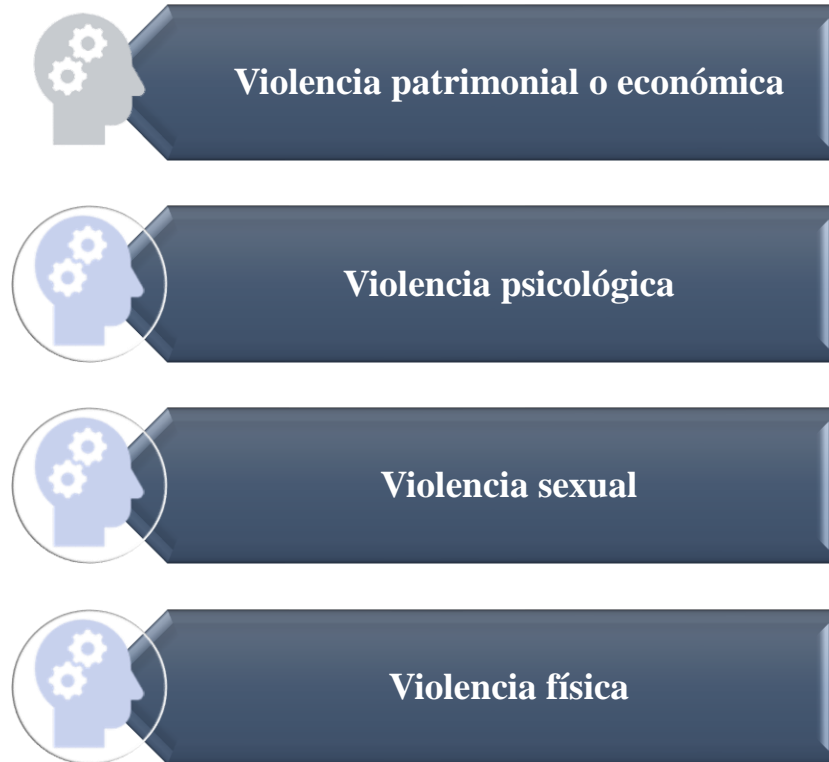 Violencia patrimonial o económica
Violencia psicológica
Violencia sexual
Violencia física